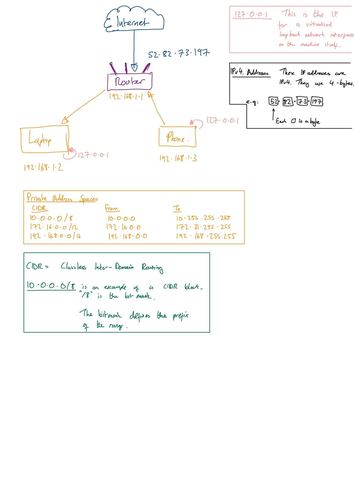 Internet
52.82.73.197
Router
192.168.1.1
Laptop
127.0.0.1
192.168.1.2
Phone
127.0.0.1
192.168.1.3
127.0.0.1 This is the IP
for a virtualised
loopback network interface
on the machine itself.
IPv4 Address These IP addresses are
IPv4. They use 4-bytes,
e.g. 52.82.73.197
Each is a byte
Private Address Spaces
CIDR From To
10.0.0.0/8 10.0.0.0 10.255.255.255
172.16.0.0/12 172.16.0.0 172.31.255.255
192.168.0.0/16 192.168.0.0 192.168.255.255
CIDR = Classless Inter-Domain Routing
10.0.0.0/8 is an example of a CIDR block.
"/8" is the bit mask.
The bitmask defines the prefix
of the range.